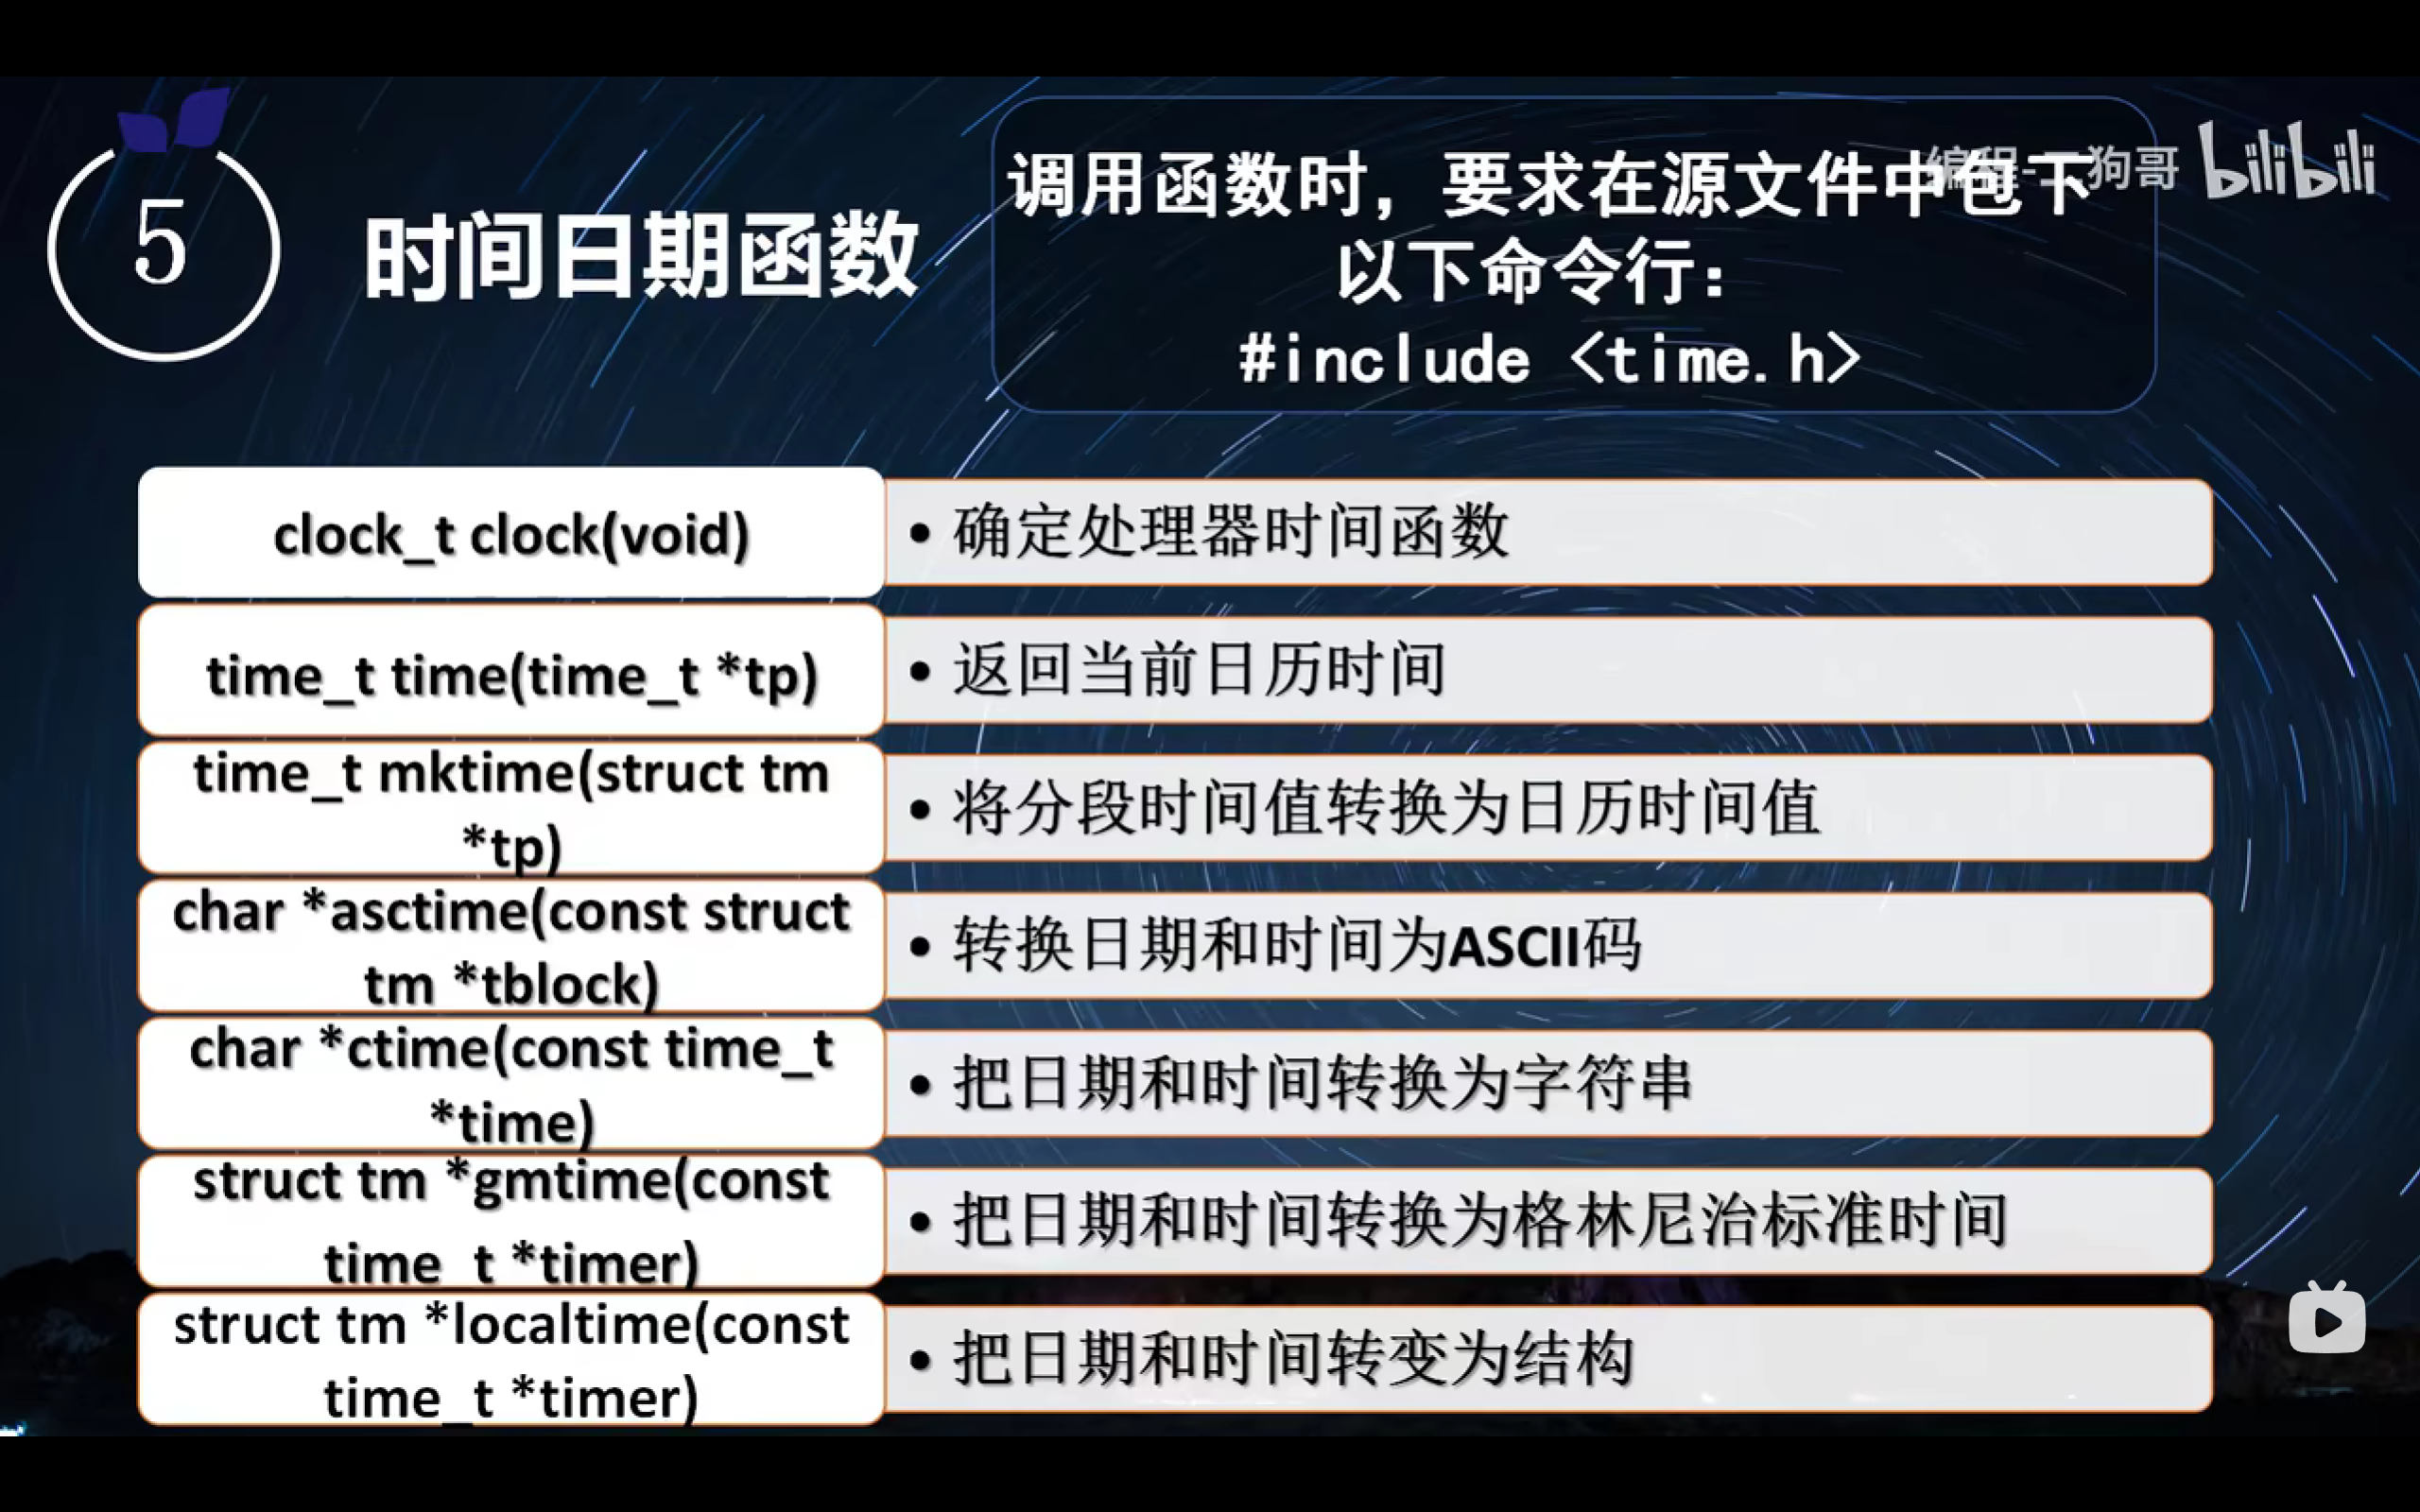 5
时间日期函数
调用函数时，要求在源文件中包下
以下命令行：
#include <time.h>
编程-二狗哥 bilibili
clock_t clock(void)
• 确定处理器时间函数
time_t time(time_t *tp)
• 返回当前日历时间
time_t mktime(struct tm
*tp)
• 将分段时间值转换为日历时间值
char *asctime(const struct
tm *tblock)
• 转换日期和时间为ASCII码
char *ctime(const time_t
*time)
• 把日期和时间转换为字符串
struct tm *gmtime(const
time_t *timer)
• 把日期和时间转换为格林尼治标准时间
struct tm *localtime(const
time_t *timer)
• 把日期和时间转变为结构